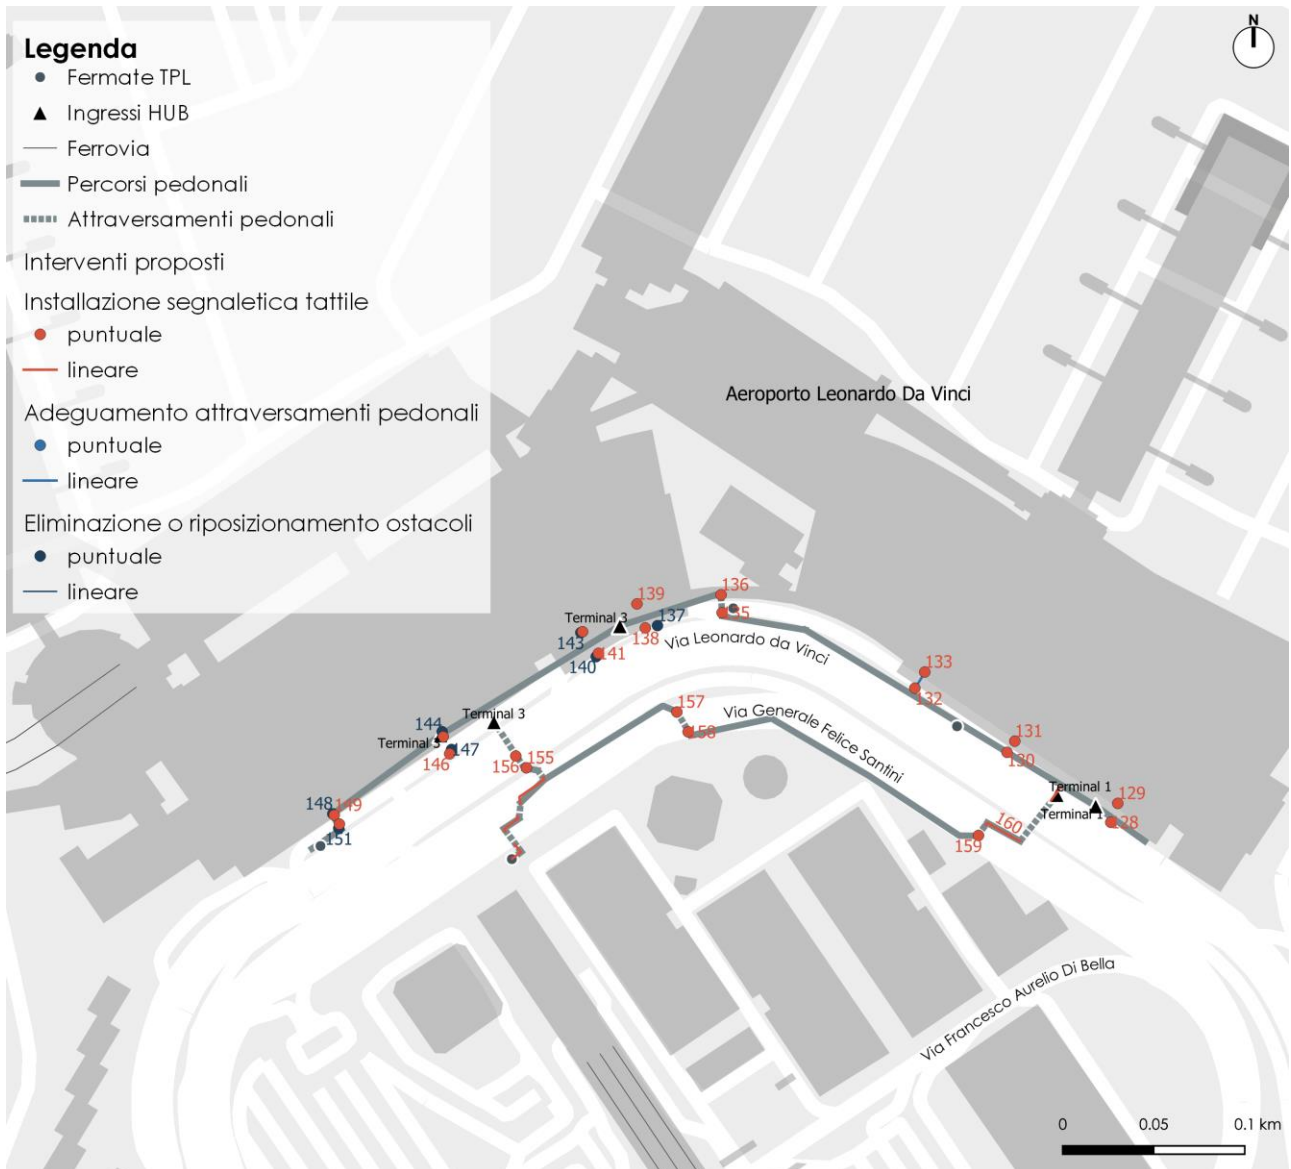 Legenda
Fermate TPL
Ingressi HUB
Ferrovia
Percorsi pedonali
Attraversamenti pedonali
Interventi proposti
Installazione segnaletica tattile
puntuale
lineare
Adeguamento attraversamenti pedonali
puntuale
lineare
Eliminazione o riposizionamento ostacoli
puntuale
lineare
N
Aeroporto Leonardo Da Vinci
136
139
135
137
Terminal 3
138
143
141
140
Via Leonardo da Vinci
133
132
157
Terminal 3
Via Generale Felice Santini
144
Terminal 3
147
146
158
155
156
131
130
Terminal 1
129
Terminal 1
128
148
149
151
160
159
Via Francesco Aurelio Di Bella
0 0.05 0.1 km